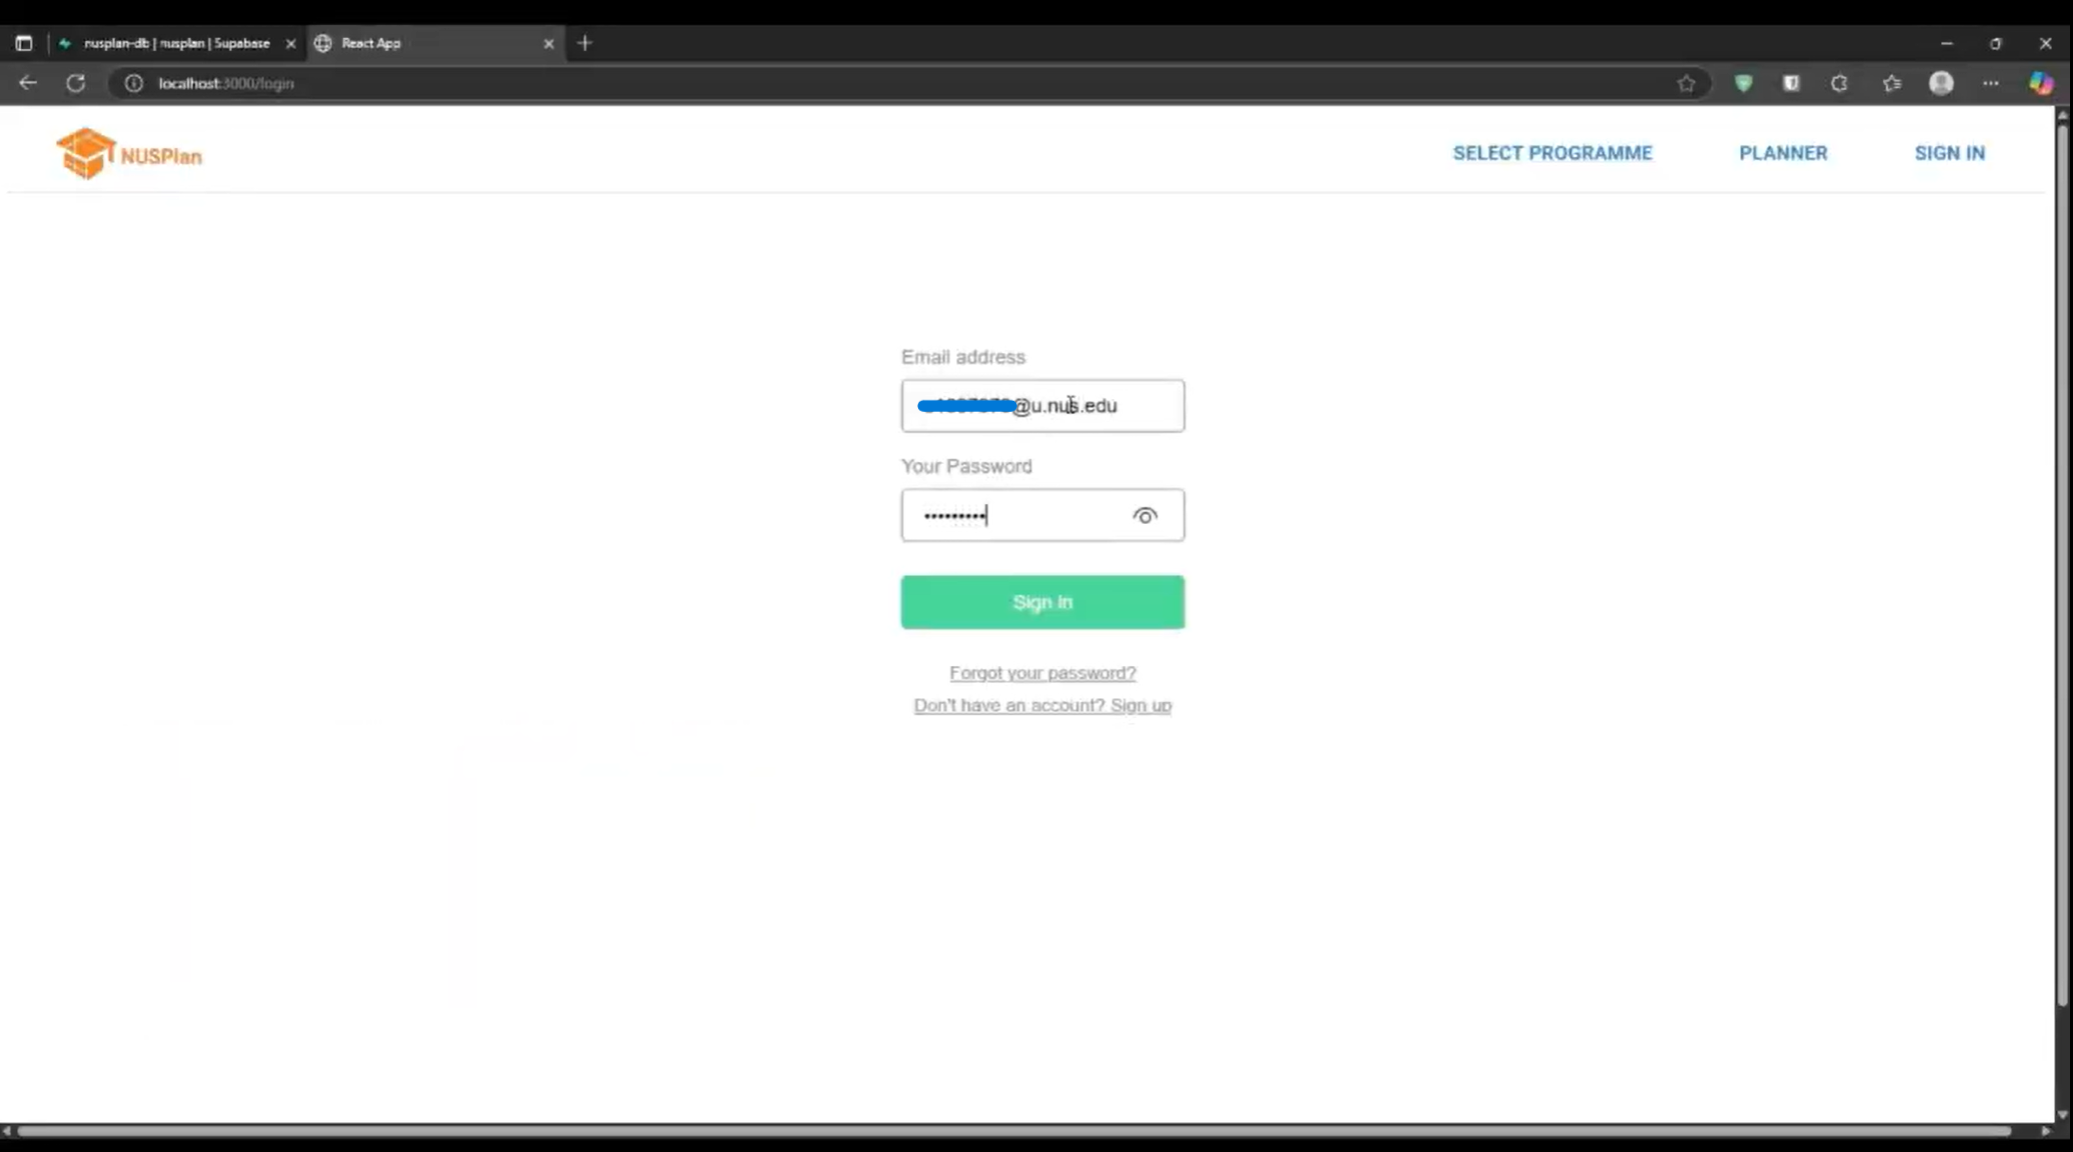 nusplan-db | nusplan | Supabase
React App
localhost:3000/login
NUSPlan
SELECT PROGRAMME
PLANNER
SIGN IN
Email address
@u.nus.edu
Your Password
•••••••••
Sign In
Forgot your password?
Don't have an account? Sign up